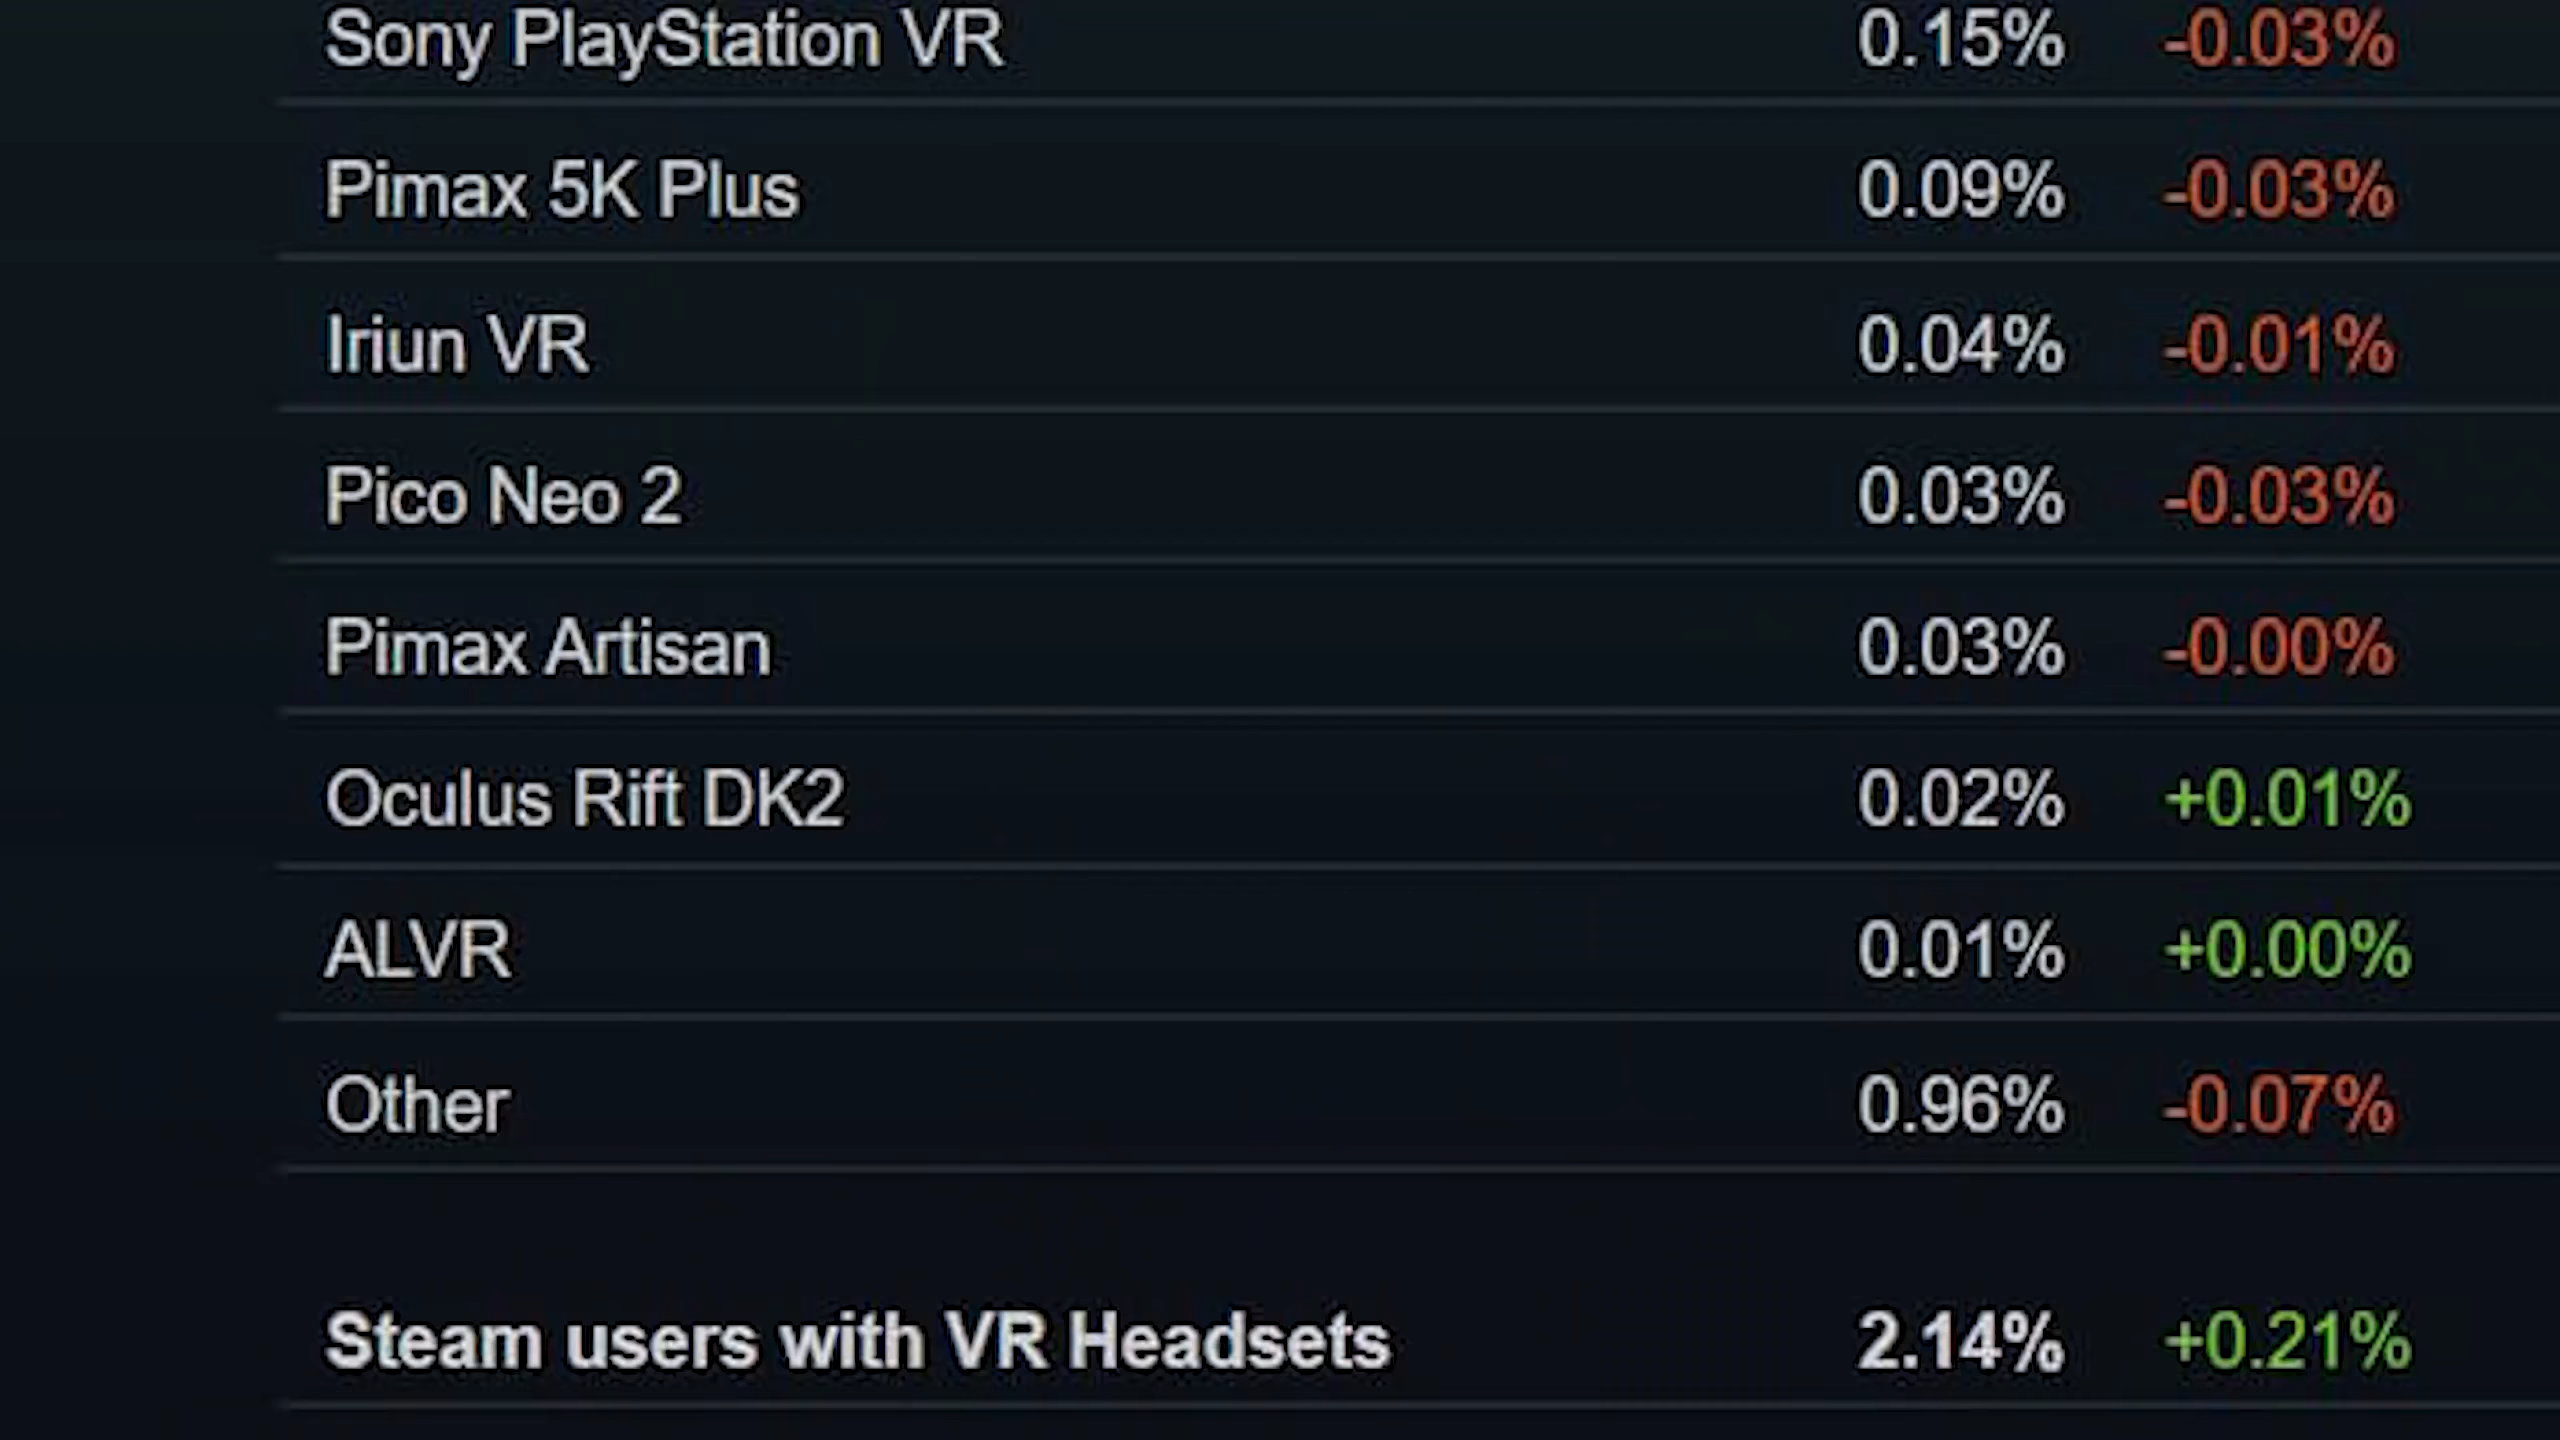 Sony PlayStation VR 0.15% -0.03%
Pimax 5K Plus 0.09% -0.03%
Iriun VR 0.04% -0.01%
Pico Neo 2 0.03% -0.03%
Pimax Artisan 0.03% -0.00%
Oculus Rift DK2 0.02% +0.01%
ALVR 0.01% +0.00%
Other 0.96% -0.07%
Steam users with VR Headsets 2.14% +0.21%